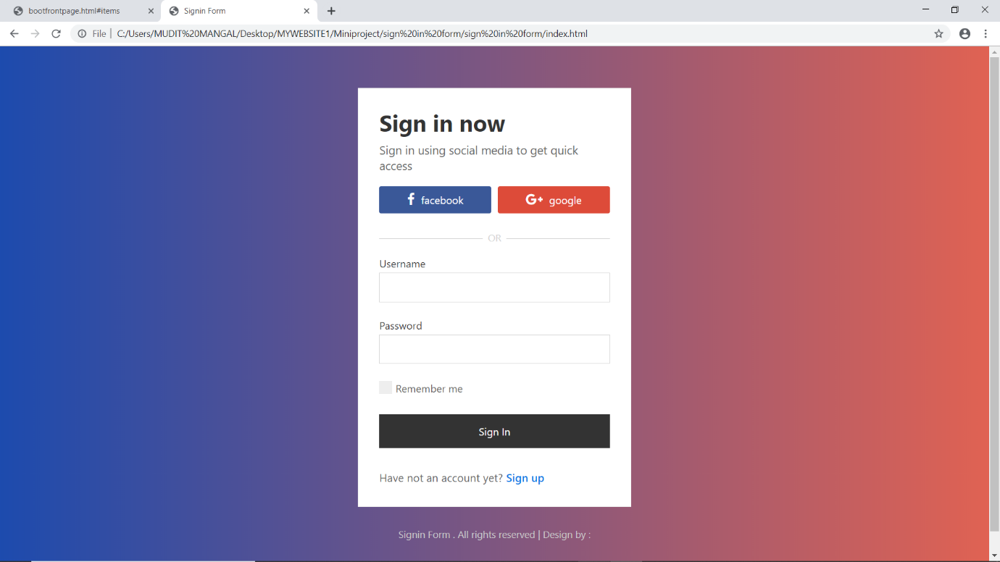 bootfrontpage.html#items
Signin Form
File | C:/Users/MUDIT%20MANGAL/Desktop/MYWEBSITE1/Miniproject/sign%20in%20form/sign%20in%20form/index.html
Sign in now
Sign in using social media to get quick
access
facebook
G+ google
OR
Username
Password
Remember me
Sign In
Have not an account yet? Sign up
Signin Form . All rights reserved | Design by :